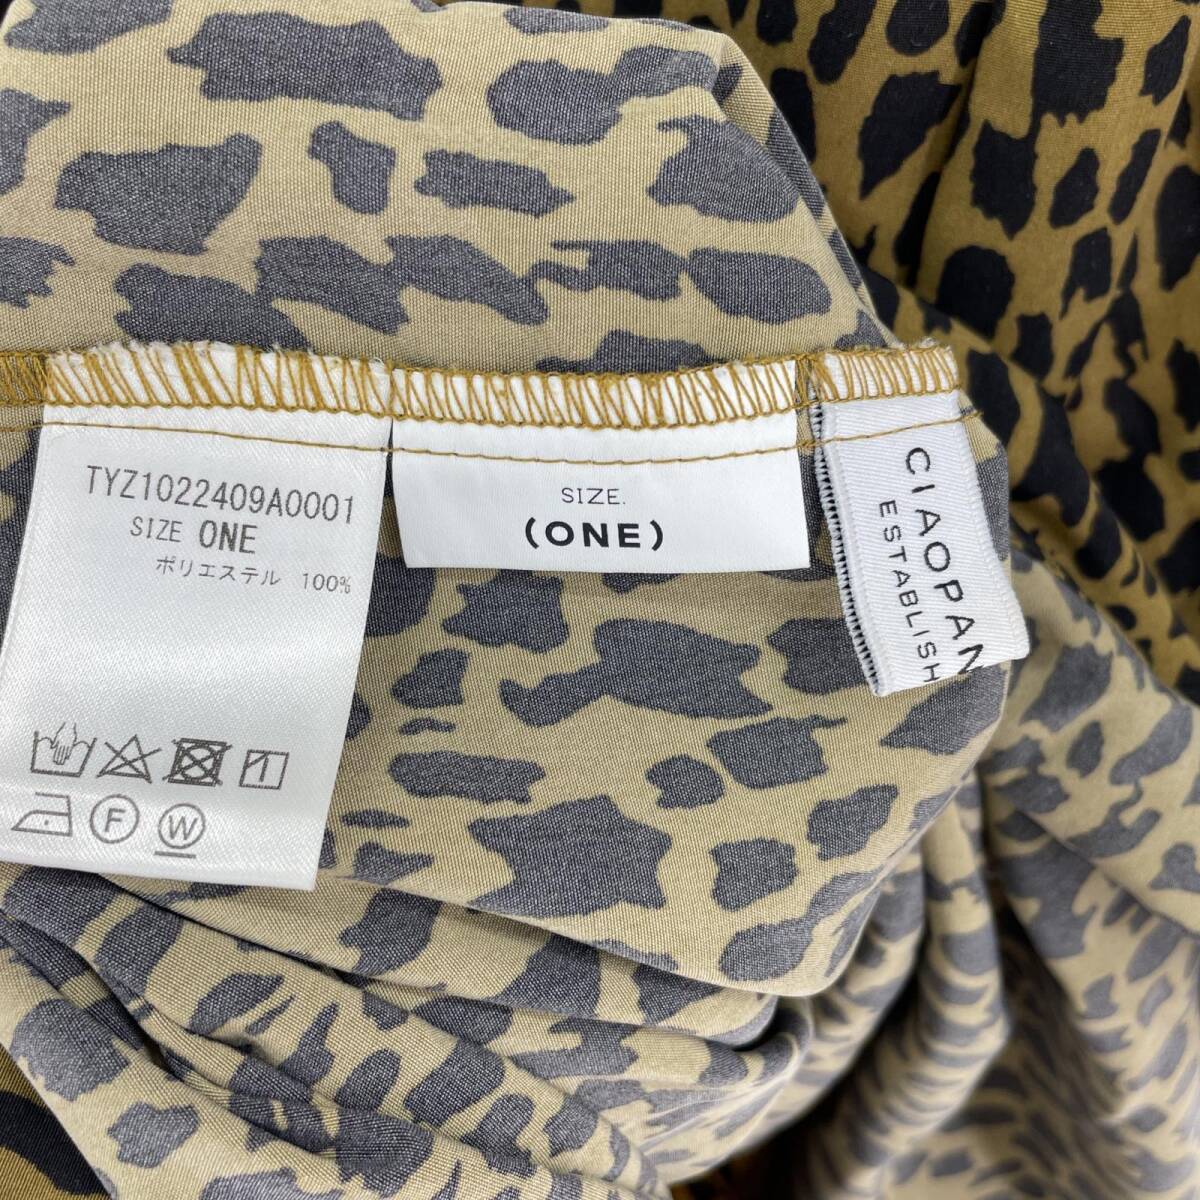 TYZ1022409A0001
SIZE ONE
ポリエステル 100%
F
W
SIZE.
(ONE)
CIAOPAN
ESTABLISH